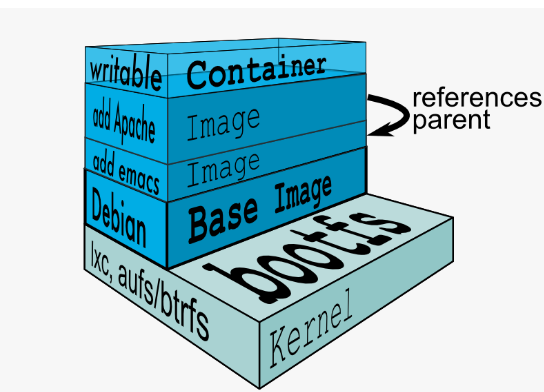 writable Container
add Apache Image
references
parent
add emacs Image
Debian Base Image
bootfs
lxc, aufs/btrfs
Kernel